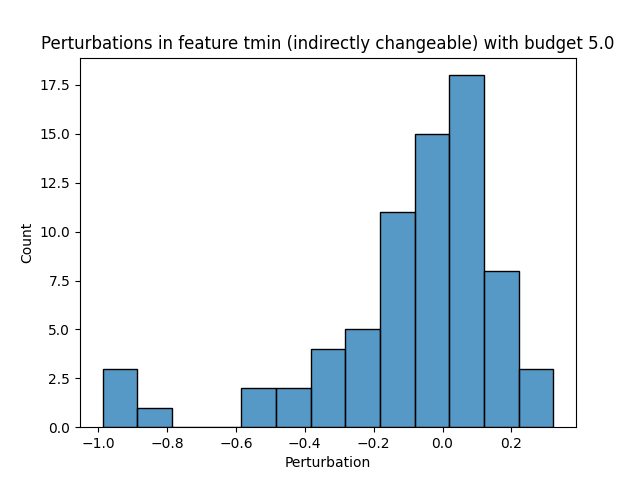 Perturbations in feature tmin (indirectly changeable) with budget 5.0
17.5
15.0
12.5
10.0
7.5
5.0
2.5
0.0
Count
−1.0 −0.8 −0.6 −0.4 −0.2 0.0 0.2
Perturbation